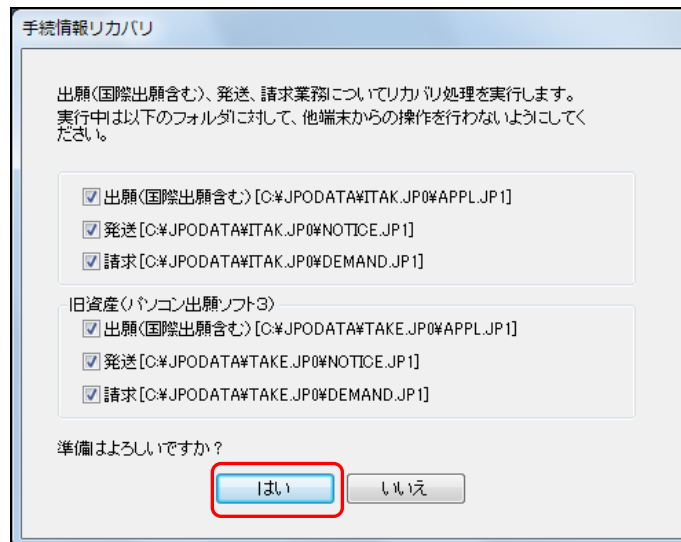 手続情報リカバリ
出願(国際出願含む)、発送、請求業務についてリカバリ処理を実行します。
実行中は以下のフォルダに対して、他端末からの操作を行わないようにしてく
ださい。
出願(国際出願含む)[C:¥JPODATA¥ITAK.JP0¥APPL.JP1]
発送[C:¥JPODATA¥ITAK.JP0¥NOTICE.JP1]
請求[C:¥JPODATA¥ITAK.JP0¥DEMAND.JP1]
旧資産(パソコン出願ソフト3)
出願(国際出願含む)[C:¥JPODATA¥TAKE.JP0¥APPL.JP1]
発送[C:¥JPODATA¥TAKE.JP0¥NOTICE.JP1]
請求[C:¥JPODATA¥TAKE.JP0¥DEMAND.JP1]
準備はよろしいですか?
はい いいえ